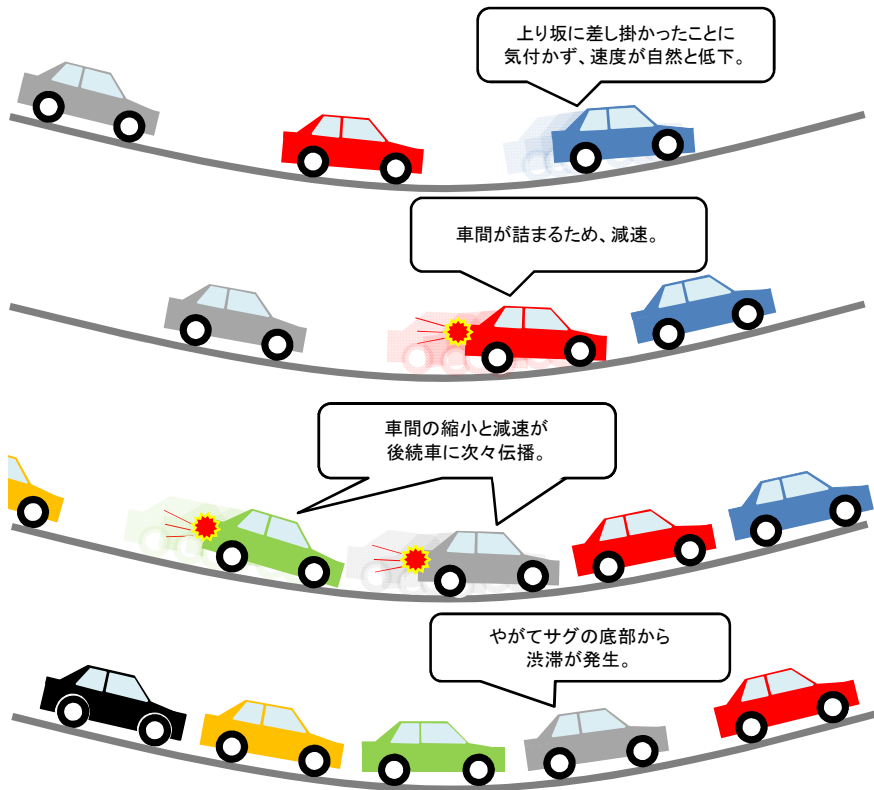 上り坂に差し掛かったことに
気付かず、速度が自然と低下。
車間が詰まるため、減速。
車間の縮小と減速が
後続車に次々伝播。
やがてサグの底部から
渋滞が発生。